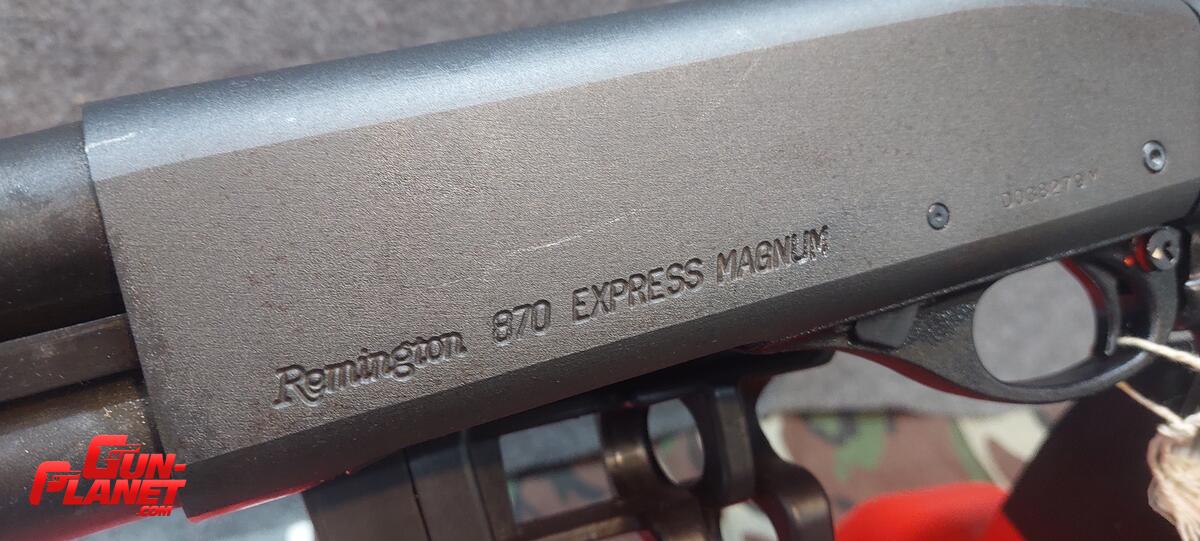 Remington 870 EXPRESS MAGNUM
GUN-
PLANET
.COM